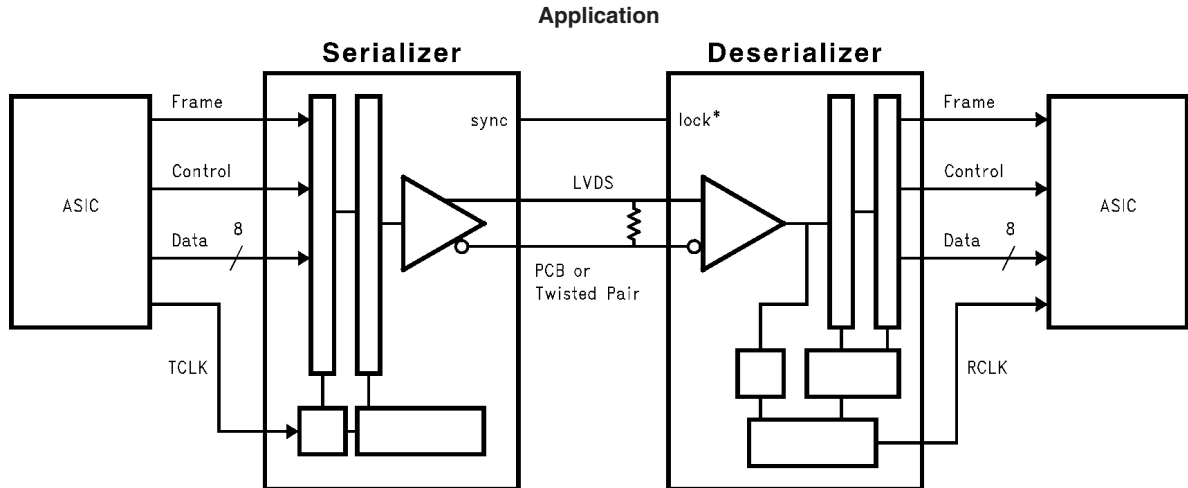 Application
Serializer
Deserializer
Frame
Control
Data
8
ASIC
TCLK
sync
LVDS
PCB or
Twisted Pair
lock*
Frame
Control
Data
8
RCLK
ASIC